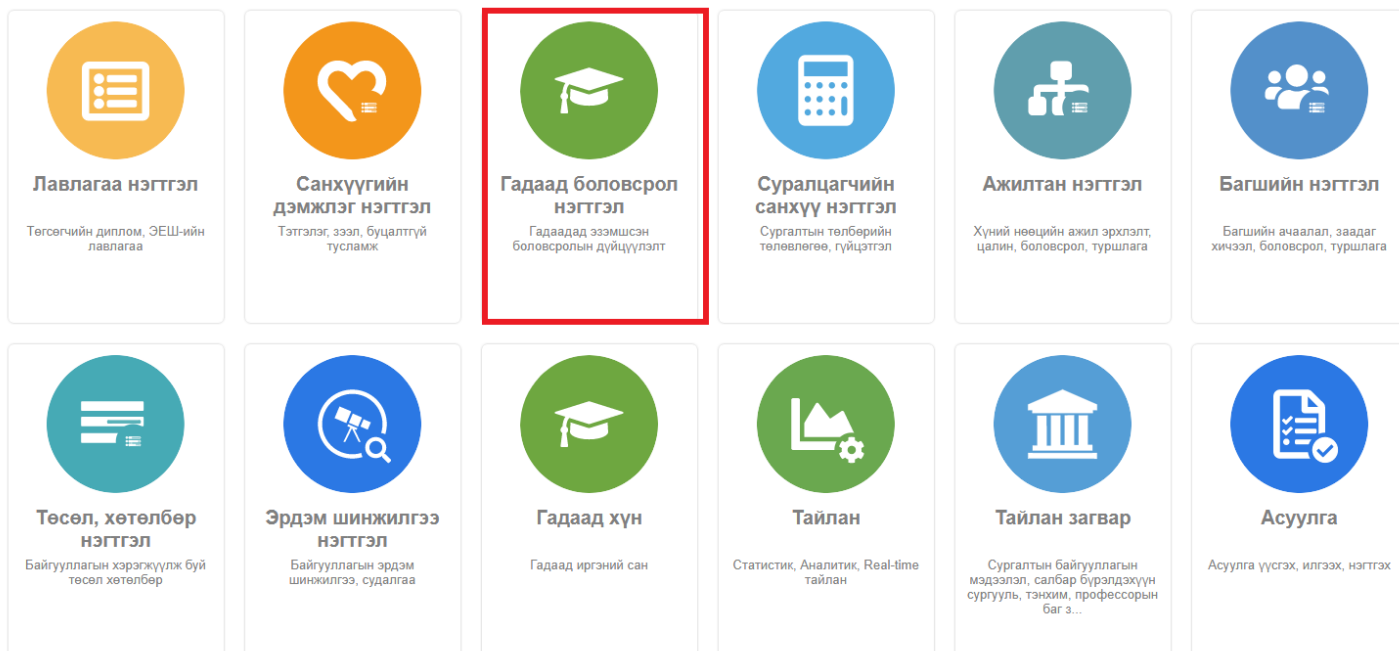 Лавлагаа нэгтгэл
Төгсөгчийн диплом, ЭЕШ-ийн
лавлагаа
Санхүүгийн
дэмжлэг нэгтгэл
Тэтгэлэг, зээл, буцалтгүй
тусламж
Гадаад боловсрол
нэгтгэл
Гадаадад эзэмшсэн
боловсролын дүйцүүлэлт
Суралцагчийн
санхүү нэгтгэл
Сургалтын төлбөрийн
төлөвлөгөө, гүйцэтгэл
Ажилтан нэгтгэл
Хүний нөөцийн ажил эрхлэлт,
цалин, боловсрол, туршлага
Багшийн нэгтгэл
Багшийн ачаалал, заадаг
хичээл, боловсрол, туршлага
Төсөл, хөтөлбөр
нэгтгэл
Байгууллагын хэрэгжүүлж буй
төсөл хөтөлбөр
Эрдэм шинжилгээ
нэгтгэл
Байгууллагын эрдэм
шинжилгээ, судалгаа
Гадаад хүн
Гадаад иргэний сан
Тайлан
Статистик, Аналитик, Real-time
тайлан
Тайлан загвар
Сургалтын байгууллагын
мэдээлэл, салбар бүрэлдэхүүн
сургууль, тэнхим, профессорын
баг з...
Асуулга
Асуулга үүсгэх, илгээх, нэгтгэх